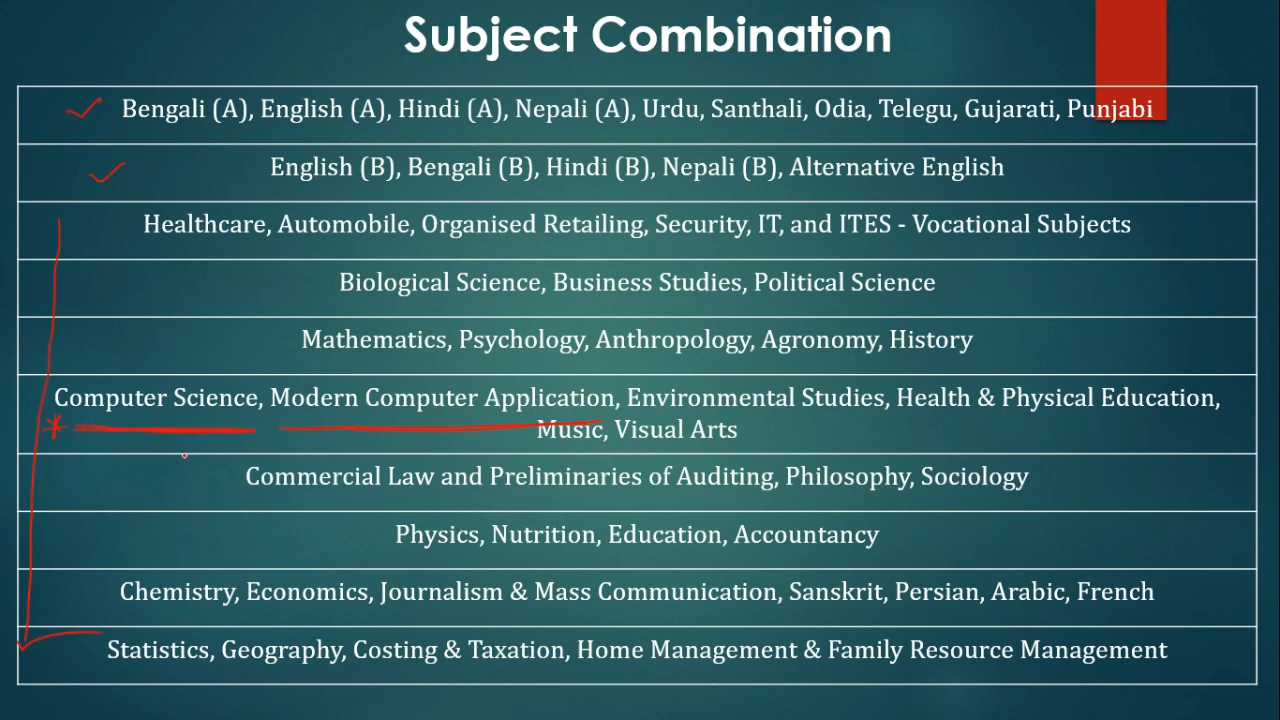 Subject Combination
Bengali (A), English (A), Hindi (A), Nepali (A), Urdu, Santhali, Odia, Telegu, Gujarati, Punjabi
English (B), Bengali (B), Hindi (B), Nepali (B), Alternative English
Healthcare, Automobile, Organised Retailing, Security, IT, and ITES - Vocational Subjects
Biological Science, Business Studies, Political Science
Mathematics, Psychology, Anthropology, Agronomy, History
Computer Science, Modern Computer Application, Environmental Studies, Health & Physical Education,
Music, Visual Arts
Commercial Law and Preliminaries of Auditing, Philosophy, Sociology
Physics, Nutrition, Education, Accountancy
Chemistry, Economics, Journalism & Mass Communication, Sanskrit, Persian, Arabic, French
Statistics, Geography, Costing & Taxation, Home Management & Family Resource Management